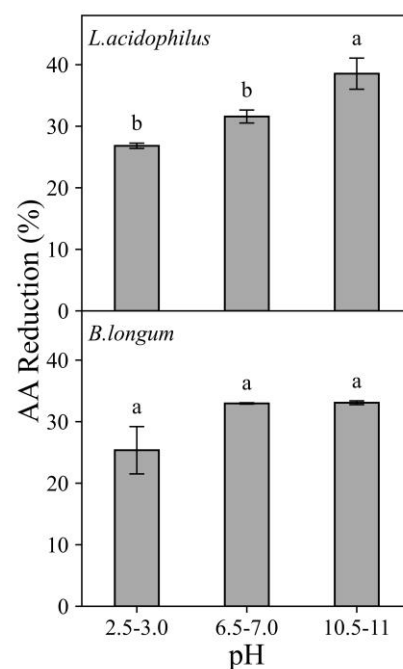 L.acidophilus
a
b
b
40
30
20
10
0
B.longum
a
a
a
40
30
20
10
0
2.5-3.0 6.5-7.0 10.5-11
pH
AA Reduction (%)